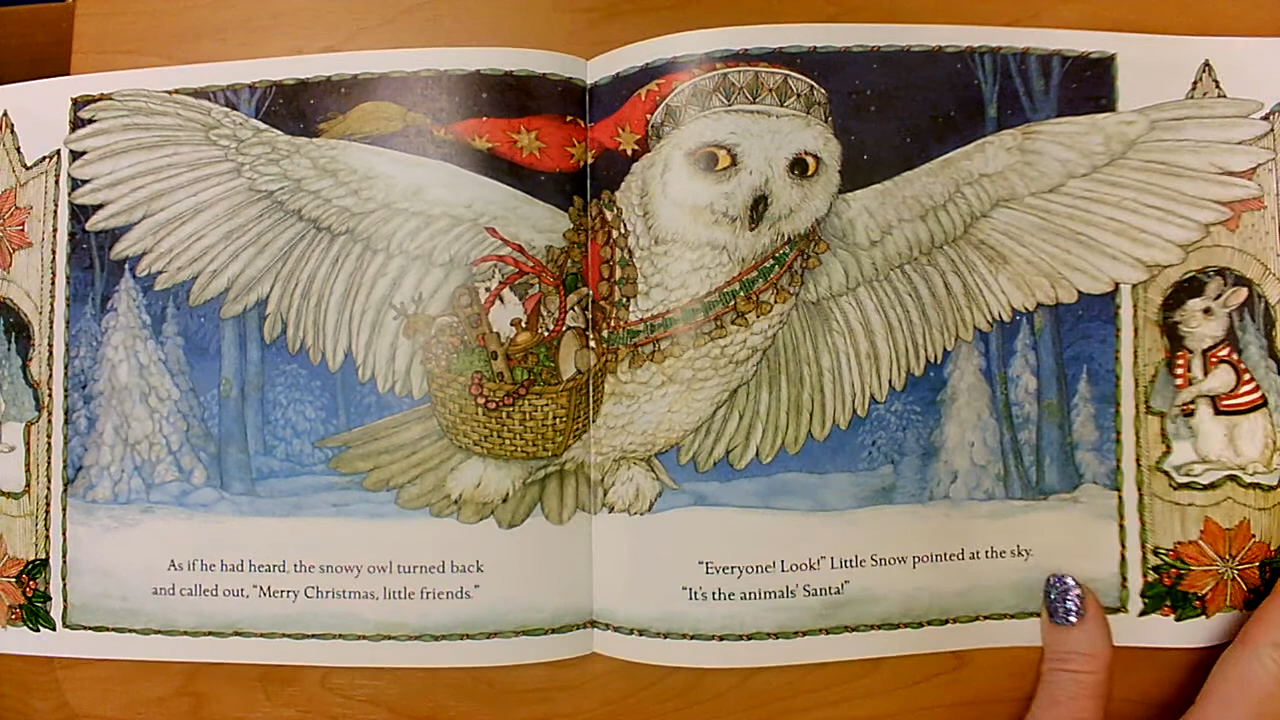 As if he had heard, the snowy owl turned back
and called out, “Merry Christmas, little friends.”
“Everyone! Look!” Little Snow pointed at the sky.
“It’s the animals’ Santa!”